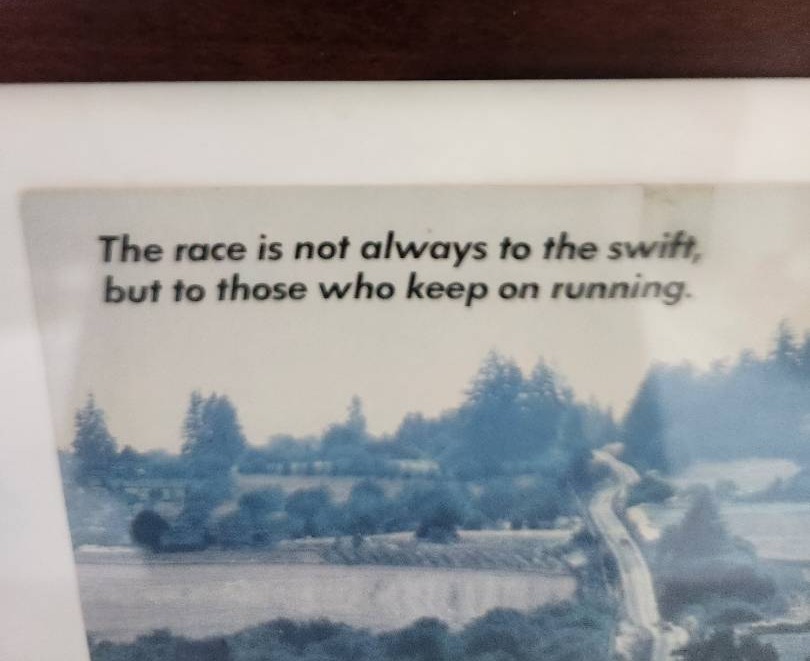 The race is not always to the swift,
but to those who keep on running.